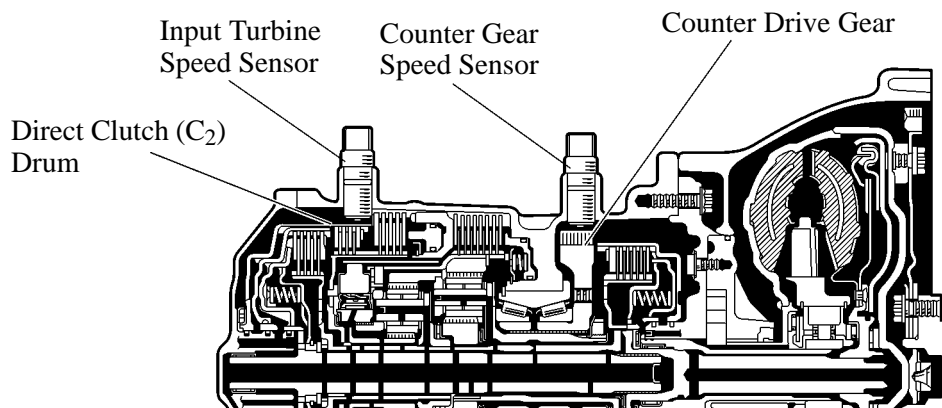 Input Turbine
Speed Sensor
Counter Gear
Speed Sensor
Counter Drive Gear
Direct Clutch (C₂)
Drum